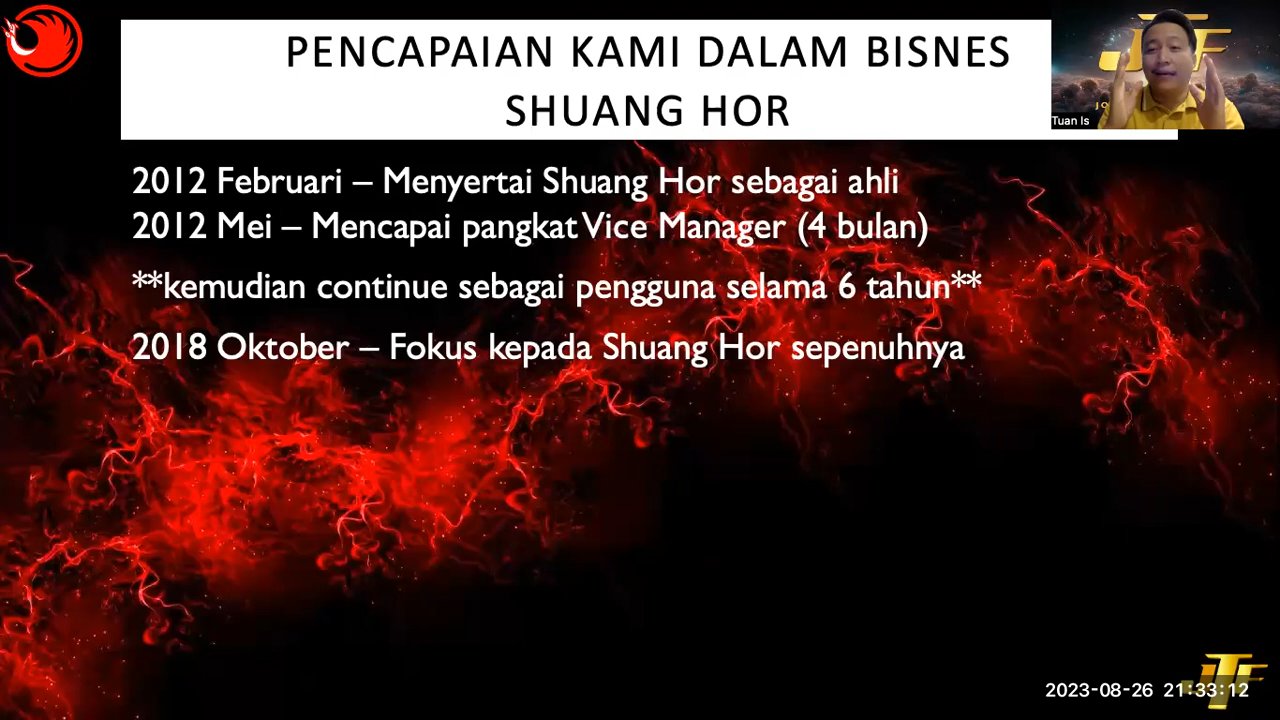 PENCAPAIAN KAMI DALAM BISNES
SHUANG HOR
Tuan Is
2012 Februari – Menyertai Shuang Hor sebagai ahli
2012 Mei – Mencapai pangkat Vice Manager (4 bulan)
**kemudian continue sebagai pengguna selama 6 tahun**
2018 Oktober – Fokus kepada Shuang Hor sepenuhnya
JTF
2023-08-26 21:33:12